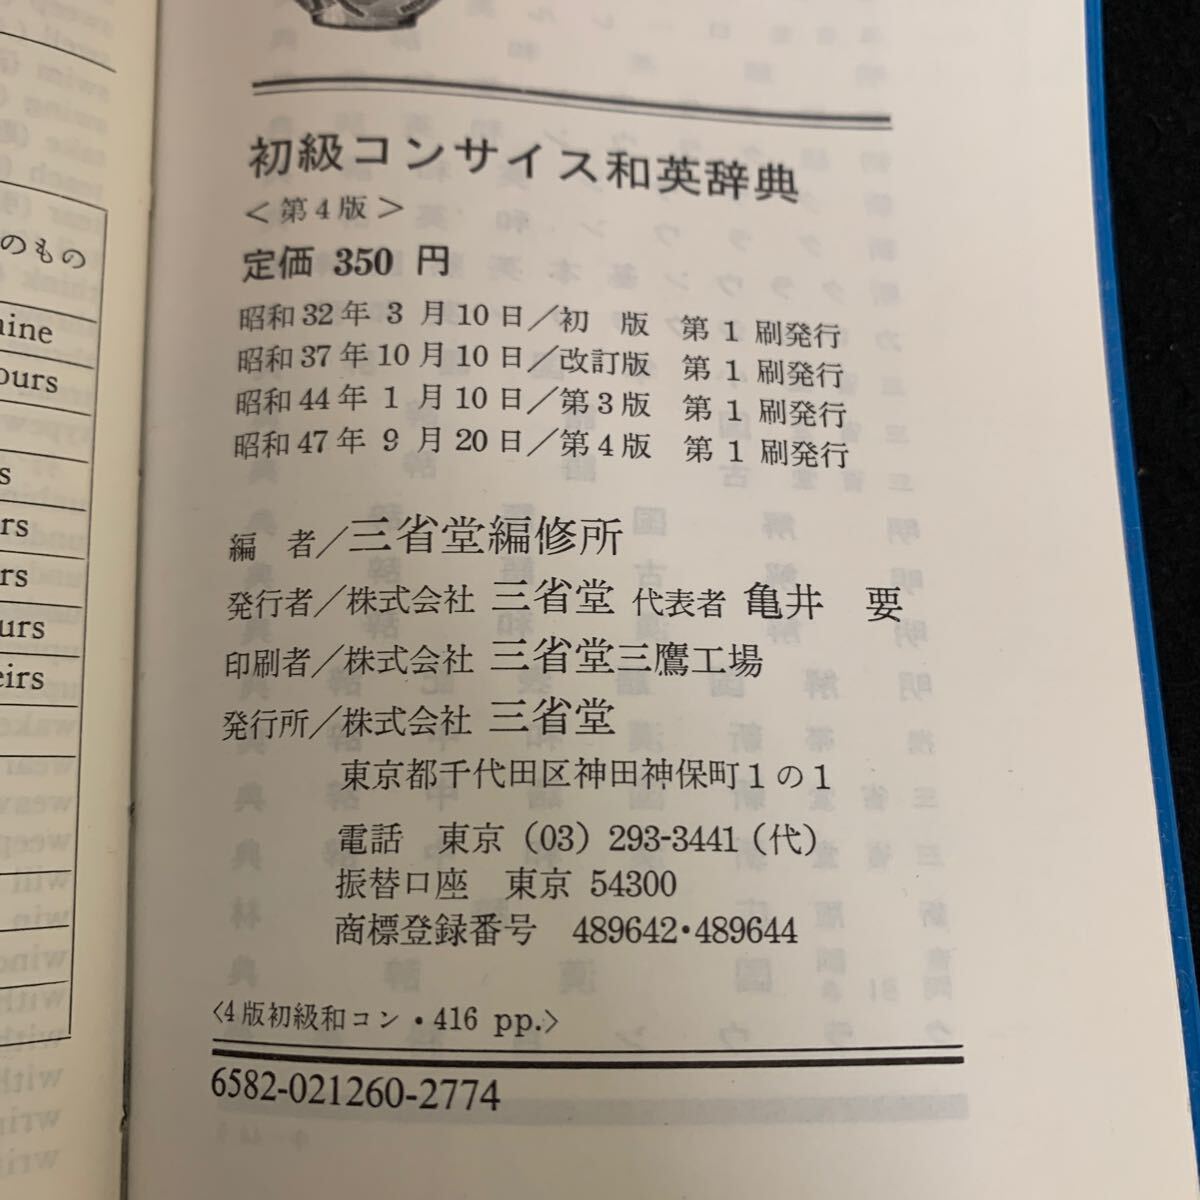 初級コンサイス和英辞典
＜第4版＞
定価 350 円
昭和32年 3 月10日／初 版 第 1 刷発行
昭和37年10月10日／改訂版 第 1 刷発行
昭和44年 1 月10日／第3版 第 1 刷発行
昭和47年 9 月20日／第4版 第 1 刷発行
編 者／三省堂編修所
発行者／株式会社 三省堂 代表者 亀井 要
印刷者／株式会社 三省堂三鷹工場
発行所／株式会社 三省堂
東京都千代田区神田神保町1の1
電話 東京 (03) 293-3441 (代)
振替口座 東京 54300
商標登録番号 489642・489644
〈4版初級和コン・416 pp.〉
6582-021260-2774
のもの
ours